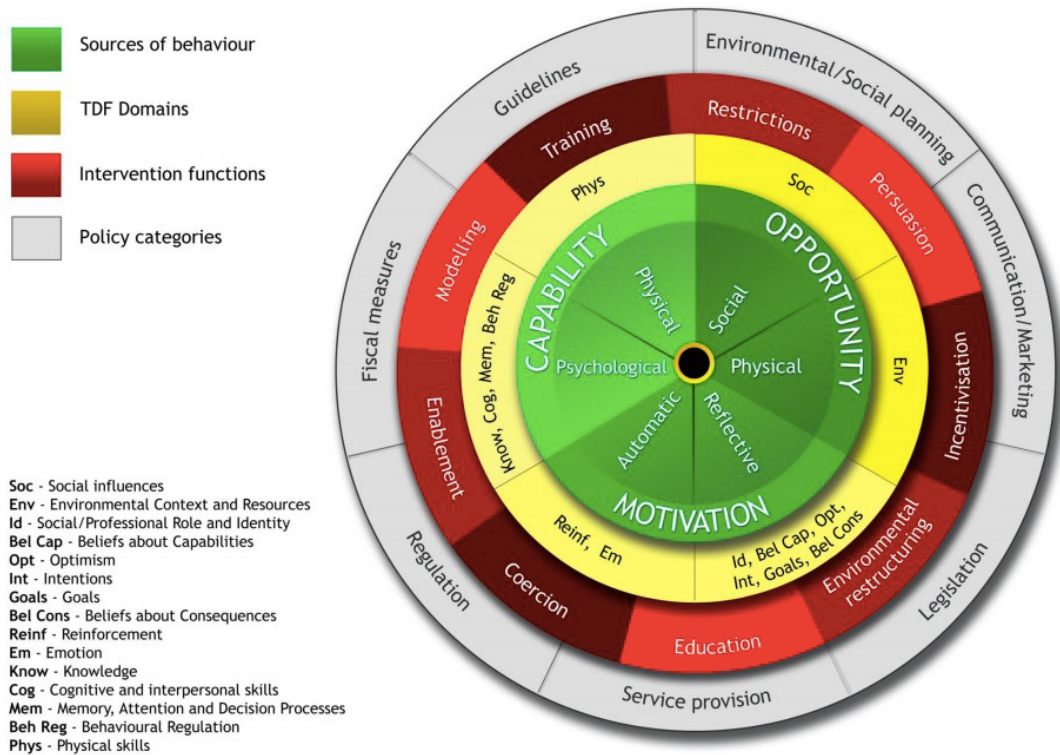 Sources of behaviour
TDF Domains
Intervention functions
Policy categories
Soc - Social influences
Env - Environmental Context and Resources
Id - Social/Professional Role and Identity
Bel Cap - Beliefs about Capabilities
Opt - Optimism
Int - Intentions
Goals - Goals
Bel Cons - Beliefs about Consequences
Reinf - Reinforcement
Em - Emotion
Know - Knowledge
Cog - Cognitive and interpersonal skills
Mem - Memory, Attention and Decision Processes
Beh Reg - Behavioural Regulation
Phys - Physical skills
Guidelines
Environmental/Social planning
Communication/Marketing
Legislation
Service provision
Regulation
Fiscal measures
Training
Restrictions
Persuasion
Incentivisation
Environmental
restructuring
Education
Coercion
Enablement
Modelling
Phys
Soc
Env
Id, Bel Cap, Opt,
Int, Goals, Bel Cons
Reinf, Em
Know, Cog, Mem, Beh Reg
CAPABILITY
OPPORTUNITY
MOTIVATION
Physical
Social
Physical
Reflective
Automatic
Psychological